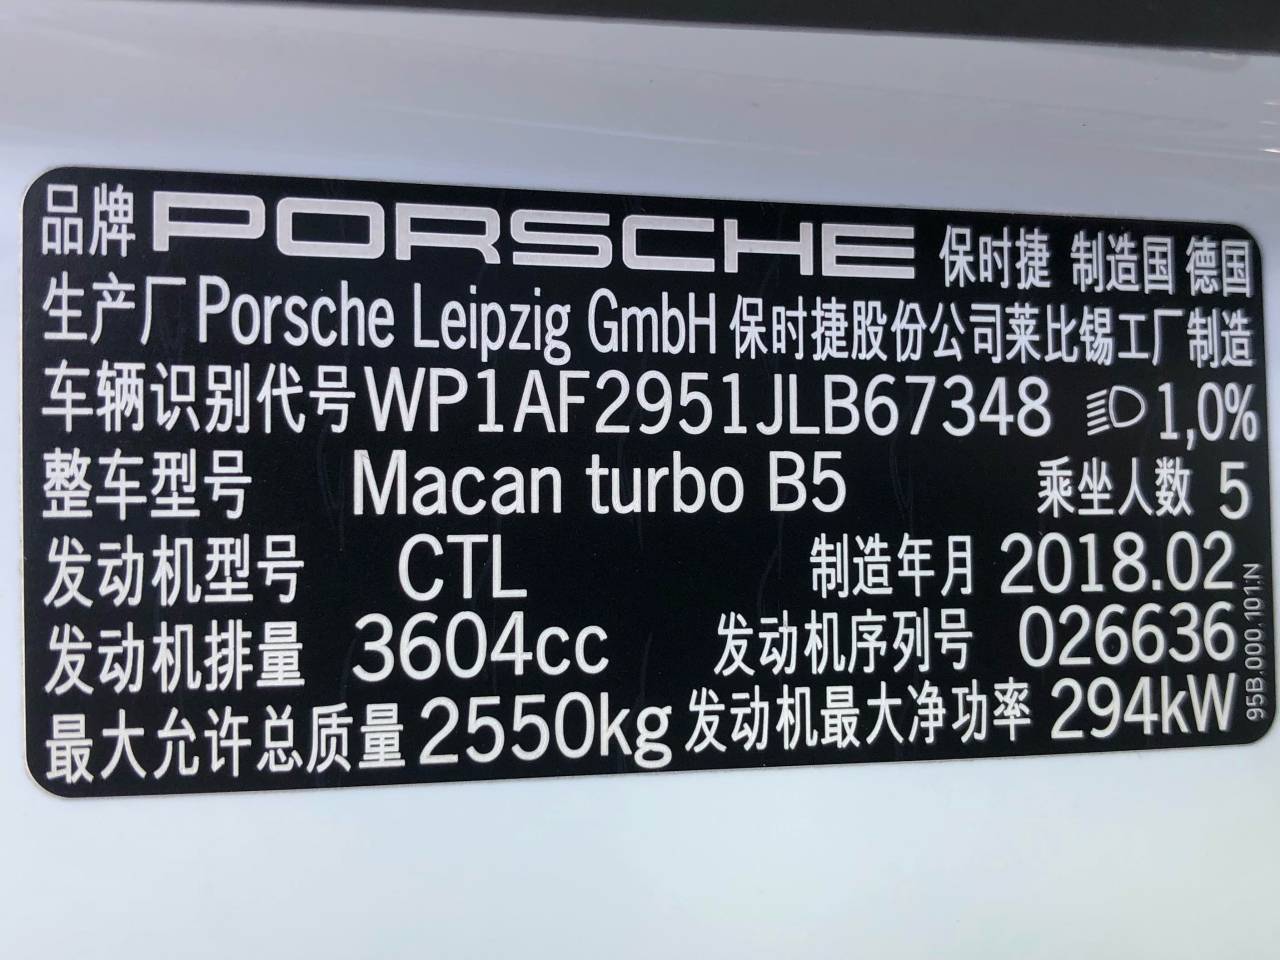 品牌 PORSCHE 保时捷 制造国 德国
生产厂 Porsche Leipzig GmbH 保时捷股份公司莱比锡工厂制造
车辆识别代号 WP1AF2951JLB67348 1,0%
整车型号 Macan turbo B5 乘坐人数 5
发动机型号 CTL 制造年月 2018.02
发动机排量 3604cc 发动机序列号 026636
最大允许总质量 2550kg 发动机最大净功率 294kW
95B.000.101:N